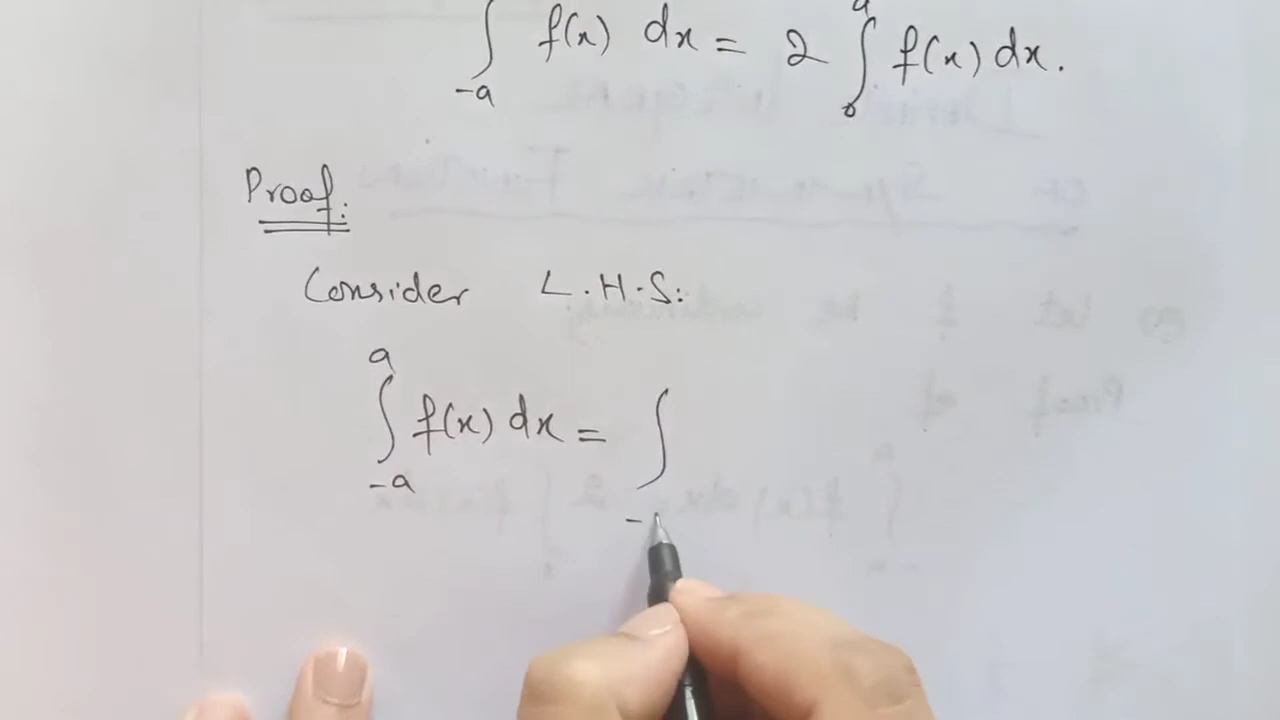 ∫_{-a} f(x) dx = 2 ∫_{0}^{a} f(x) dx.
Proof:
Consider L.H.S:
∫_{-a}^{a} f(x) dx = ∫_{-}